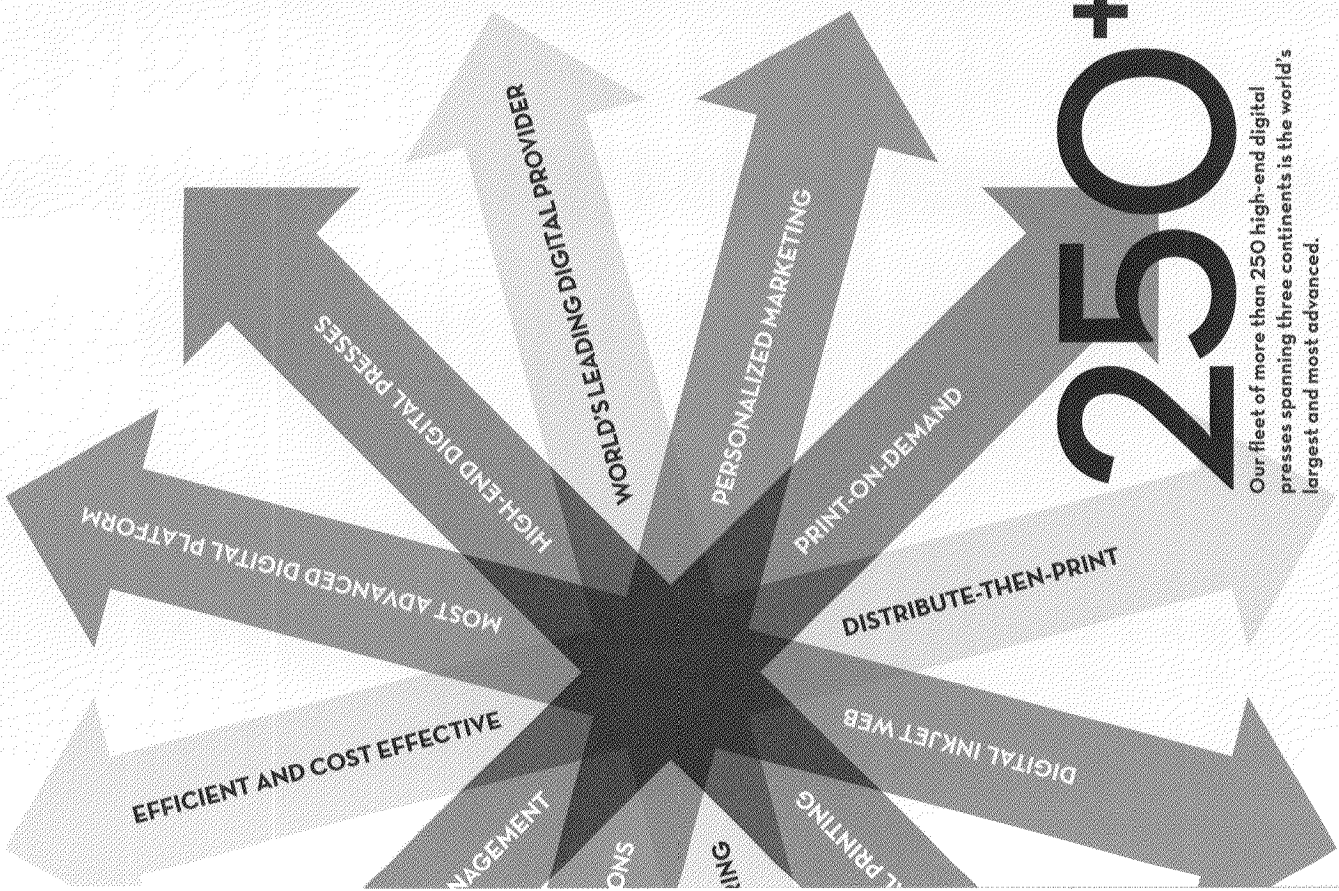 WORLD'S LEADING DIGITAL PROVIDER
PERSONALIZED MARKETING
PRINT-ON-DEMAND
DISTRIBUTE-THEN-PRINT
DIGITAL INKJET WEB
EFFICIENT AND COST EFFECTIVE
MOST ADVANCED DIGITAL PLATFORM
HIGH-END DIGITAL PRESSES
PRINTING
250+
Our fleet of more than 250 high-end digital
presses spanning three continents is the world's
largest and most advanced.